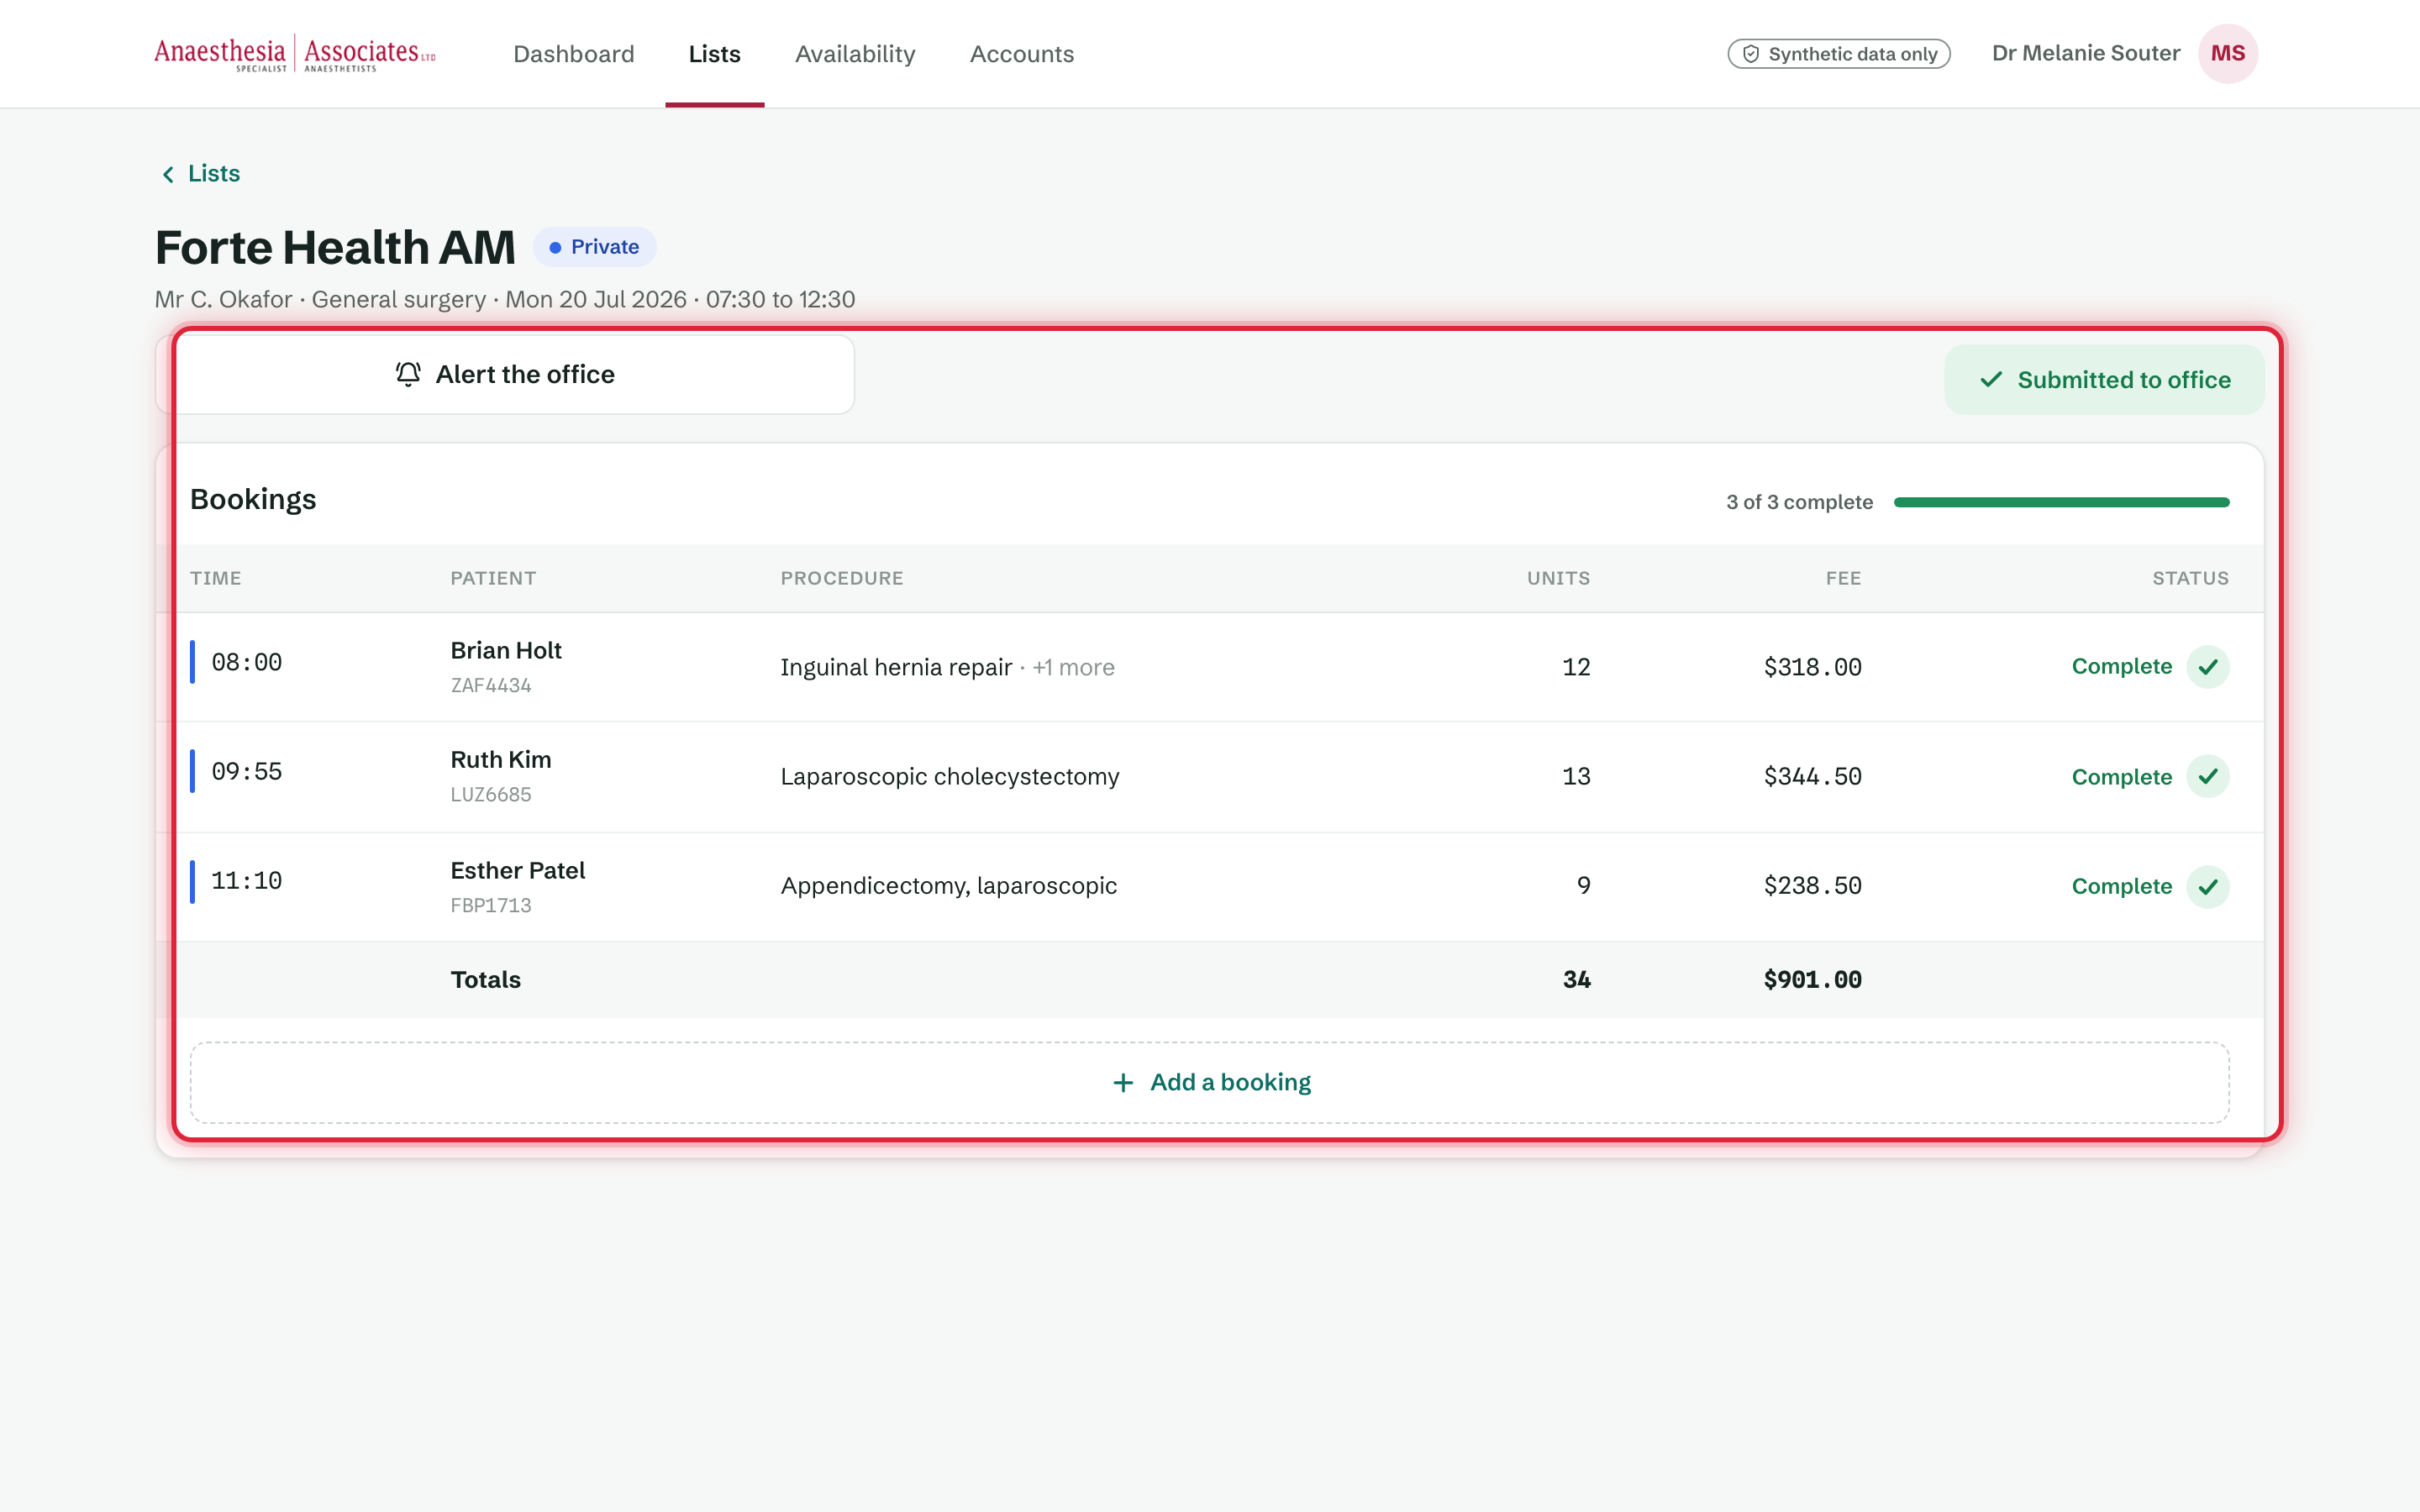 Anaesthesia Associates LTD
SPECIALIST ANAESTHETISTS
Dashboard Lists Availability Accounts
Synthetic data only
Dr Melanie Souter MS
Lists
Forte Health AM Private
Mr C. Okafor · General surgery · Mon 20 Jul 2026 · 07:30 to 12:30
Alert the office
Submitted to office
Bookings 3 of 3 complete
TIME PATIENT PROCEDURE UNITS FEE STATUS
08:00 Brian Holt Inguinal hernia repair · +1 more 12 $318.00 Complete
ZAF4434
09:55 Ruth Kim Laparoscopic cholecystectomy 13 $344.50 Complete
LUZ6685
11:10 Esther Patel Appendicectomy, laparoscopic 9 $238.50 Complete
FBP1713
Totals 34 $901.00
+ Add a booking